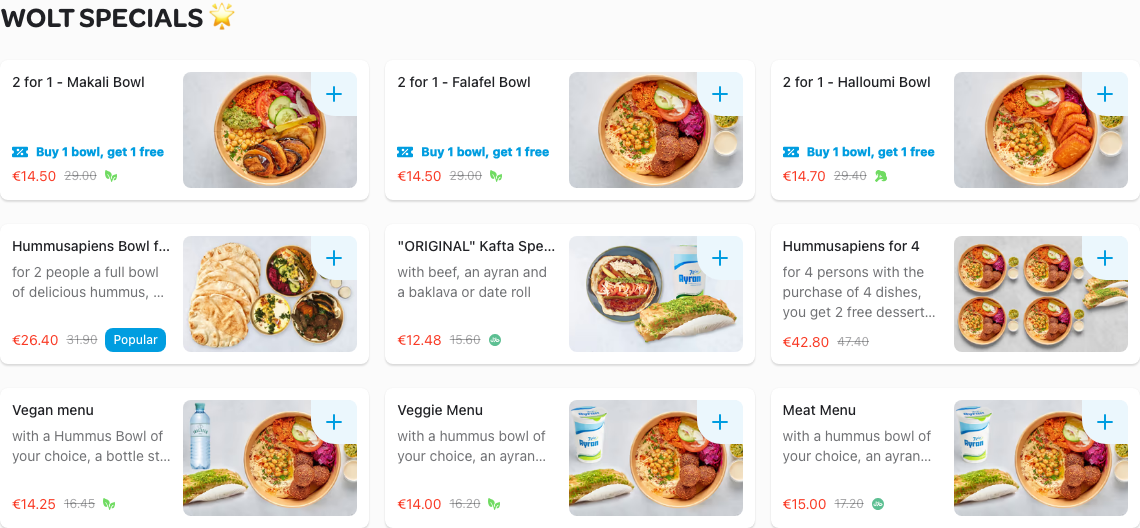 WOLT SPECIALS 🌟
2 for 1 - Makali Bowl
Buy 1 bowl, get 1 free
€14.50 29.00
2 for 1 - Falafel Bowl
Buy 1 bowl, get 1 free
€14.50 29.00
2 for 1 - Halloumi Bowl
Buy 1 bowl, get 1 free
€14.70 29.40
Hummusapiens Bowl f...
for 2 people a full bowl
of delicious hummus, ...
€26.40 31.90 Popular
"ORIGINAL" Kafta Spe...
with beef, an ayran and
a baklava or date roll
€12.48 15.60
Ayran
Hummusapiens for 4
for 4 persons with the
purchase of 4 dishes,
you get 2 free dessert...
€42.80 47.40
Vegan menu
with a Hummus Bowl of
your choice, a bottle st...
€14.25 16.45
Veggie Menu
with a hummus bowl of
your choice, an ayran...
€14.00 16.20
Ayran
Meat Menu
with a hummus bowl of
your choice, an ayran...
€15.00 17.20
Ayran